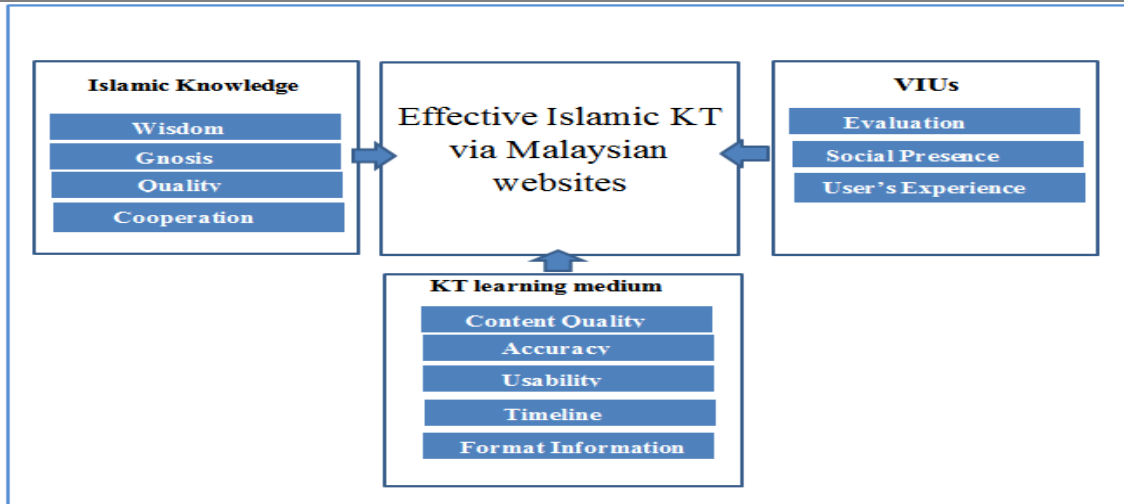 Islamic Knowledge
Wisdom
Gnosis
Quality
Cooperation
Effective Islamic KT
via Malaysian
websites
VIUs
Evaluation
Social Presence
User's Experience
KT learning medium
Content Quality
Accuracy
Usability
Timeline
Format Information